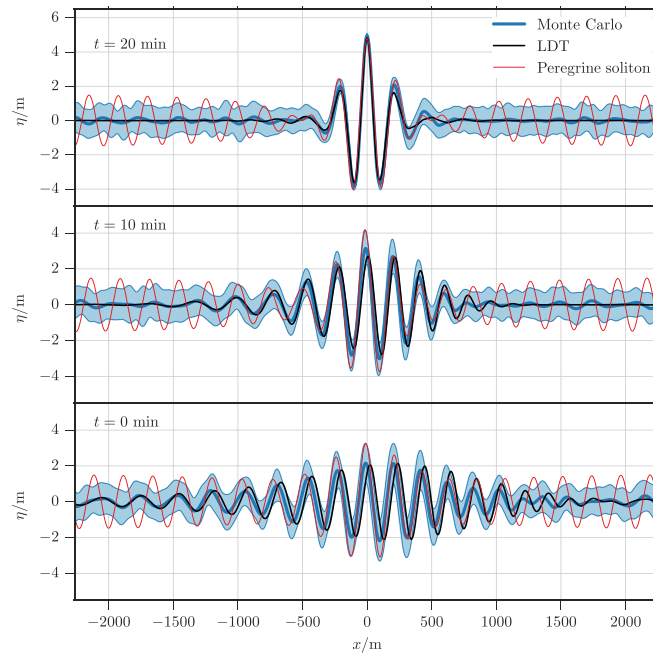 6
4
2
0
−2
−4
η/m
t = 20 min
Monte Carlo
LDT
Peregrine soliton
4
2
0
−2
−4
η/m
t = 10 min
4
2
0
−2
−4
η/m
t = 0 min
−2000 −1500 −1000 −500 0 500 1000 1500 2000
x/m